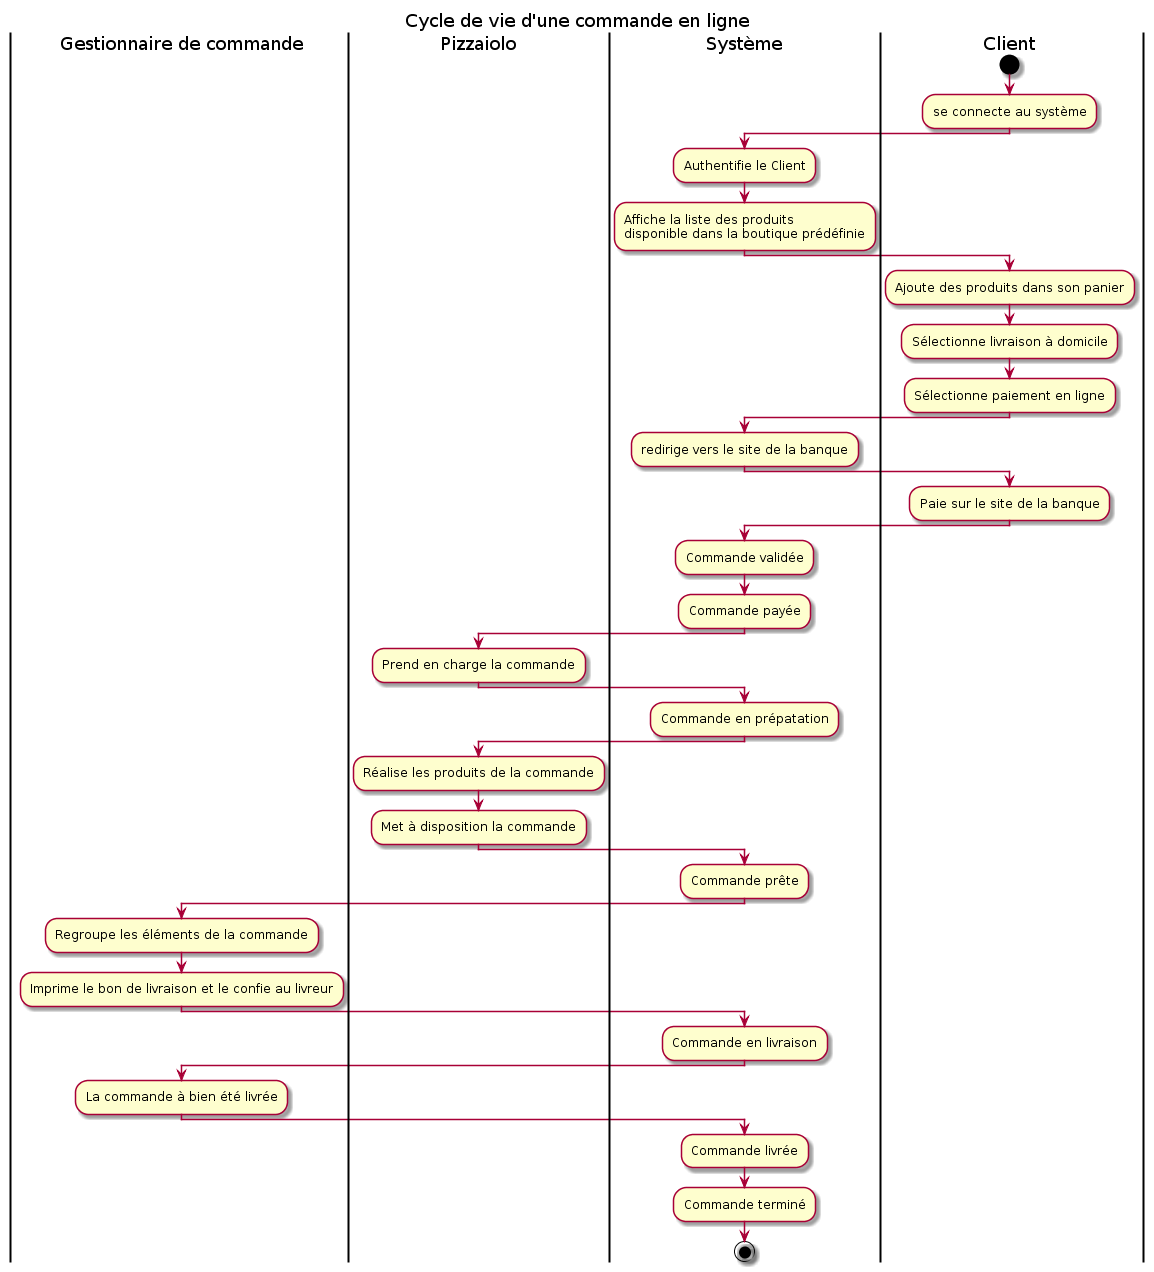 Cycle de vie d'une commande en ligne
Gestionnaire de commande
Pizzaiolo
Système
Client
se connecte au système
Authentifie le Client
Affiche la liste des produits
disponible dans la boutique prédéfinie
Ajoute des produits dans son panier
Sélectionne livraison à domicile
Sélectionne paiement en ligne
redirige vers le site de la banque
Paie sur le site de la banque
Commande validée
Commande payée
Prend en charge la commande
Commande en prépatation
Réalise les produits de la commande
Met à disposition la commande
Commande prête
Regroupe les éléments de la commande
Imprime le bon de livraison et le confie au livreur
Commande en livraison
La commande à bien été livrée
Commande livrée
Commande terminé